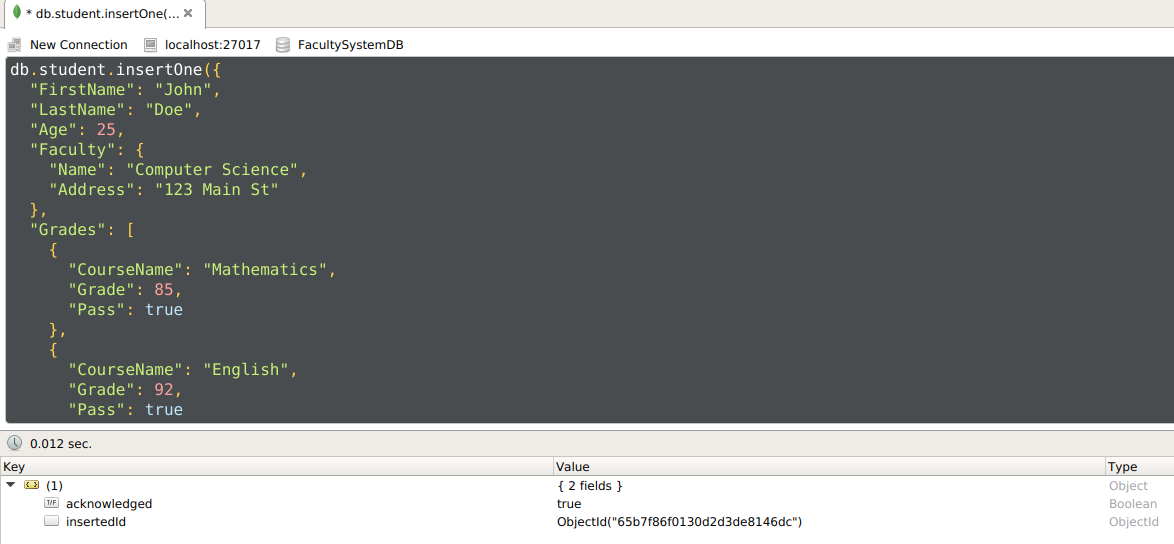 * db.student.insertOne(...
New Connection localhost:27017 FacultySystemDB
db.student.insertOne({
  "FirstName": "John",
  "LastName": "Doe",
  "Age": 25,
  "Faculty": {
    "Name": "Computer Science",
    "Address": "123 Main St"
  },
  "Grades": [
    {
      "CourseName": "Mathematics",
      "Grade": 85,
      "Pass": true
    },
    {
      "CourseName": "English",
      "Grade": 92,
      "Pass": true
0.012 sec.
Key Value Type
(1) { 2 fields } Object
T/F acknowledged true Boolean
insertedId ObjectId("65b7f86f0130d2d3de8146dc") ObjectId